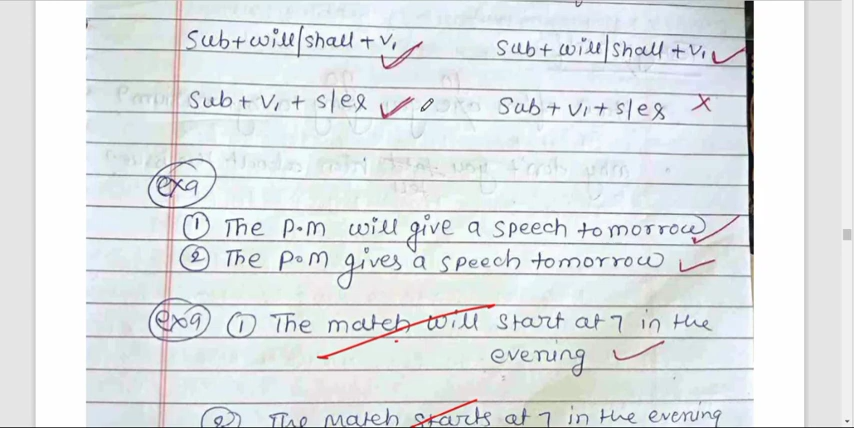 Sub+will/shall+V₁ Sub+will/shall+V₁
Sub+V₁+s/es Sub+V₁+s/es
exa
① The P.M will give a speech tomorrow
② The P.M gives a speech tomorrow
exa ① The match will start at 7 in the
evening
② The match starts at 7 in the evening